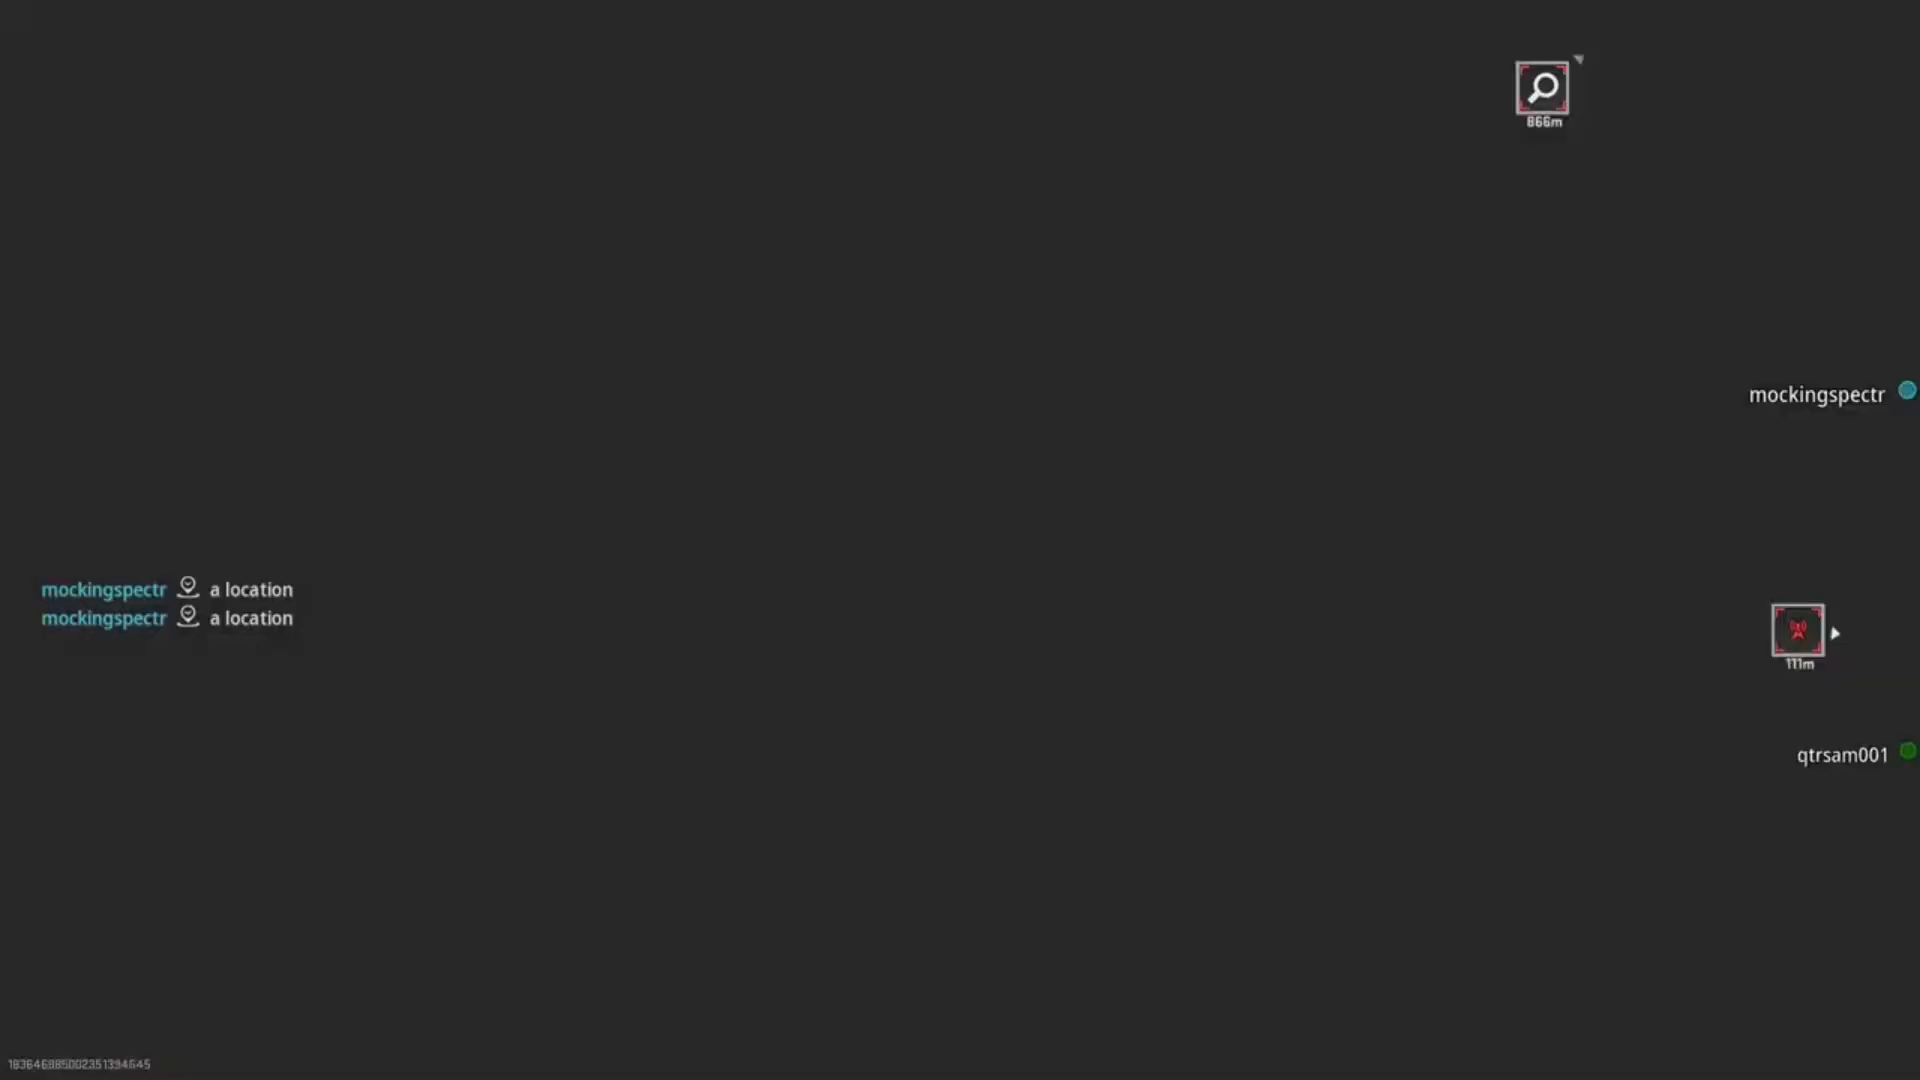 866m
mockingspectr
mockingspectr a location
mockingspectr a location
111m
qtrsam001